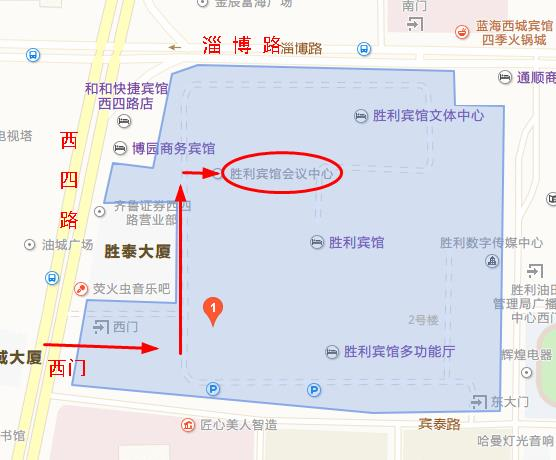 金辰富海广场
南门
蓝海西城宾馆
四季火锅城
淄博路
淄博路
通顺商
和和快捷宾馆
西四路店
胜利宾馆文体中心
电视塔
西
四
路
博园商务宾馆
胜利宾馆会议中心
齐鲁证券西四
路营业部
油城广场
胜泰大厦
胜利宾馆
胜利数字传媒中心
萤火虫音乐吧
胜利油田
管理局广播
中心西门
1
2号楼
西门
城大厦
西门
胜利宾馆多功能厅
辉煌电器
P
P
东大门
匠心美人智造
宾泰路
书馆
哈曼灯光音响